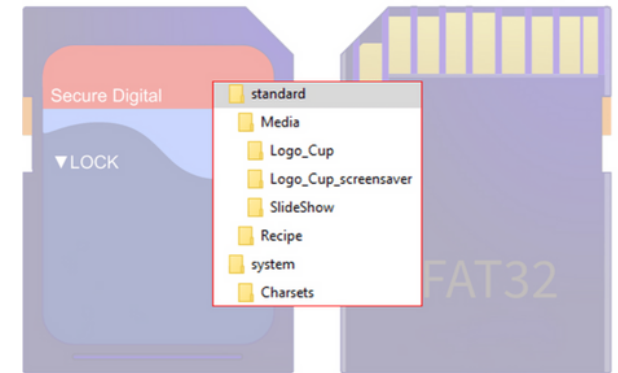 Secure Digital
▼LOCK
standard
Media
Logo_Cup
Logo_Cup_screensaver
SlideShow
Recipe
system
Charsets
FAT32